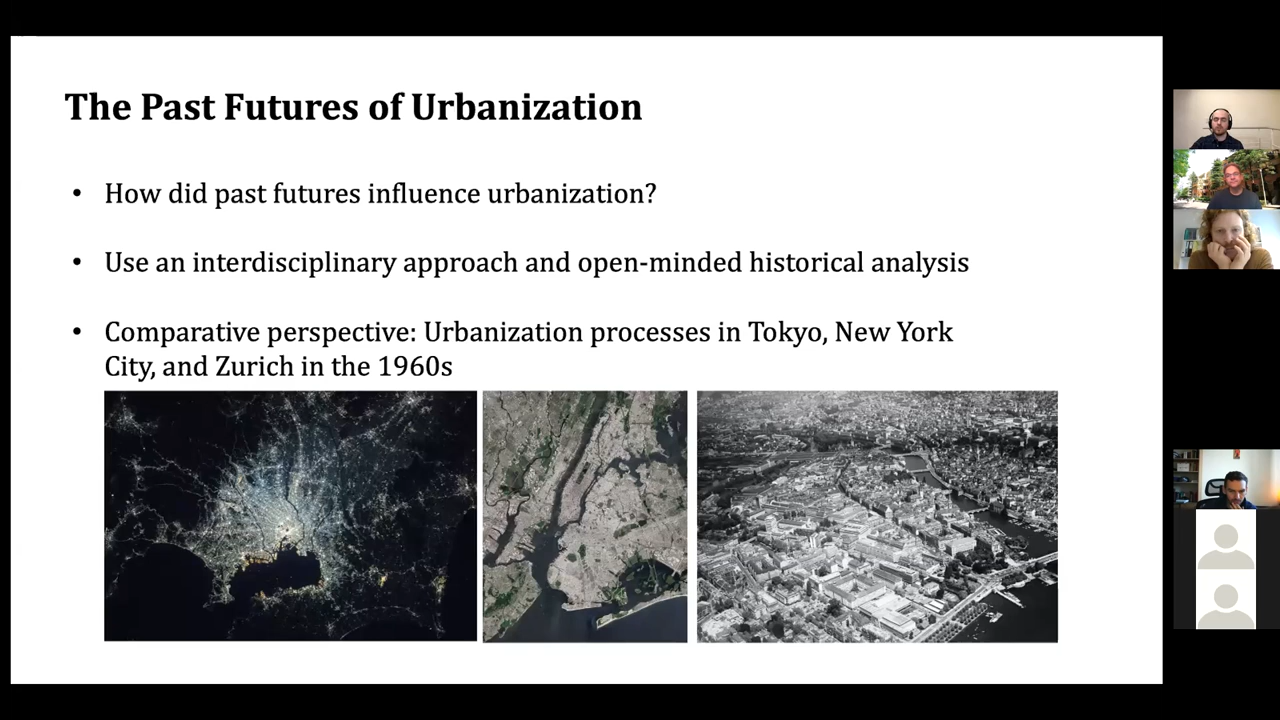 The Past Futures of Urbanization
• How did past futures influence urbanization?
• Use an interdisciplinary approach and open-minded historical analysis
• Comparative perspective: Urbanization processes in Tokyo, New York
City, and Zurich in the 1960s